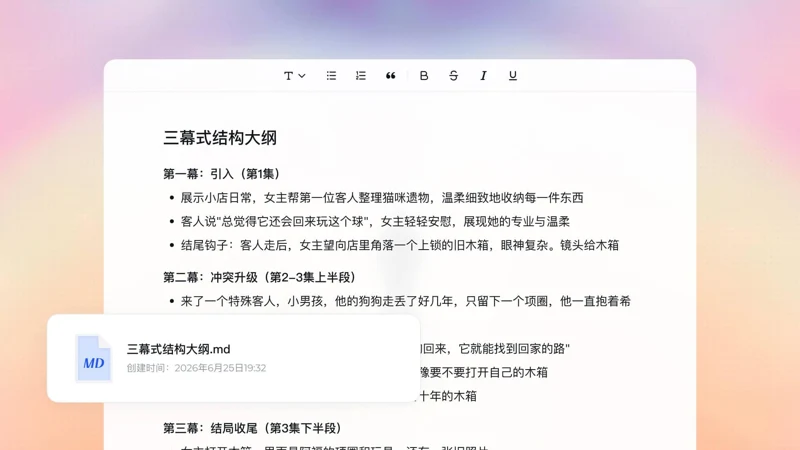 T B S I U
三幕式结构大纲
第一幕：引入（第1集）
• 展示小店日常，女主帮第一位客人整理猫咪遗物，温柔细致地收纳每一件东西
• 客人说"总觉得它还会回来玩这个球"，女主轻轻安慰，展现她的专业与温柔
• 结尾钩子：客人走后，女主望向店里角落一个上锁的旧木箱，眼神复杂。镜头给木箱
第二幕：冲突升级（第2-3集上半段）
• 来了一个特殊客人，小男孩，他的狗狗走丢了好几年，只留下一个项圈，他一直抱着希
回来，它就能找到回家的路"
要不要打开自己的木箱
十年的木箱
MD
三幕式结构大纲.md
创建时间：2026年6月25日19:32
第三幕：结局收尾（第3集下半段）